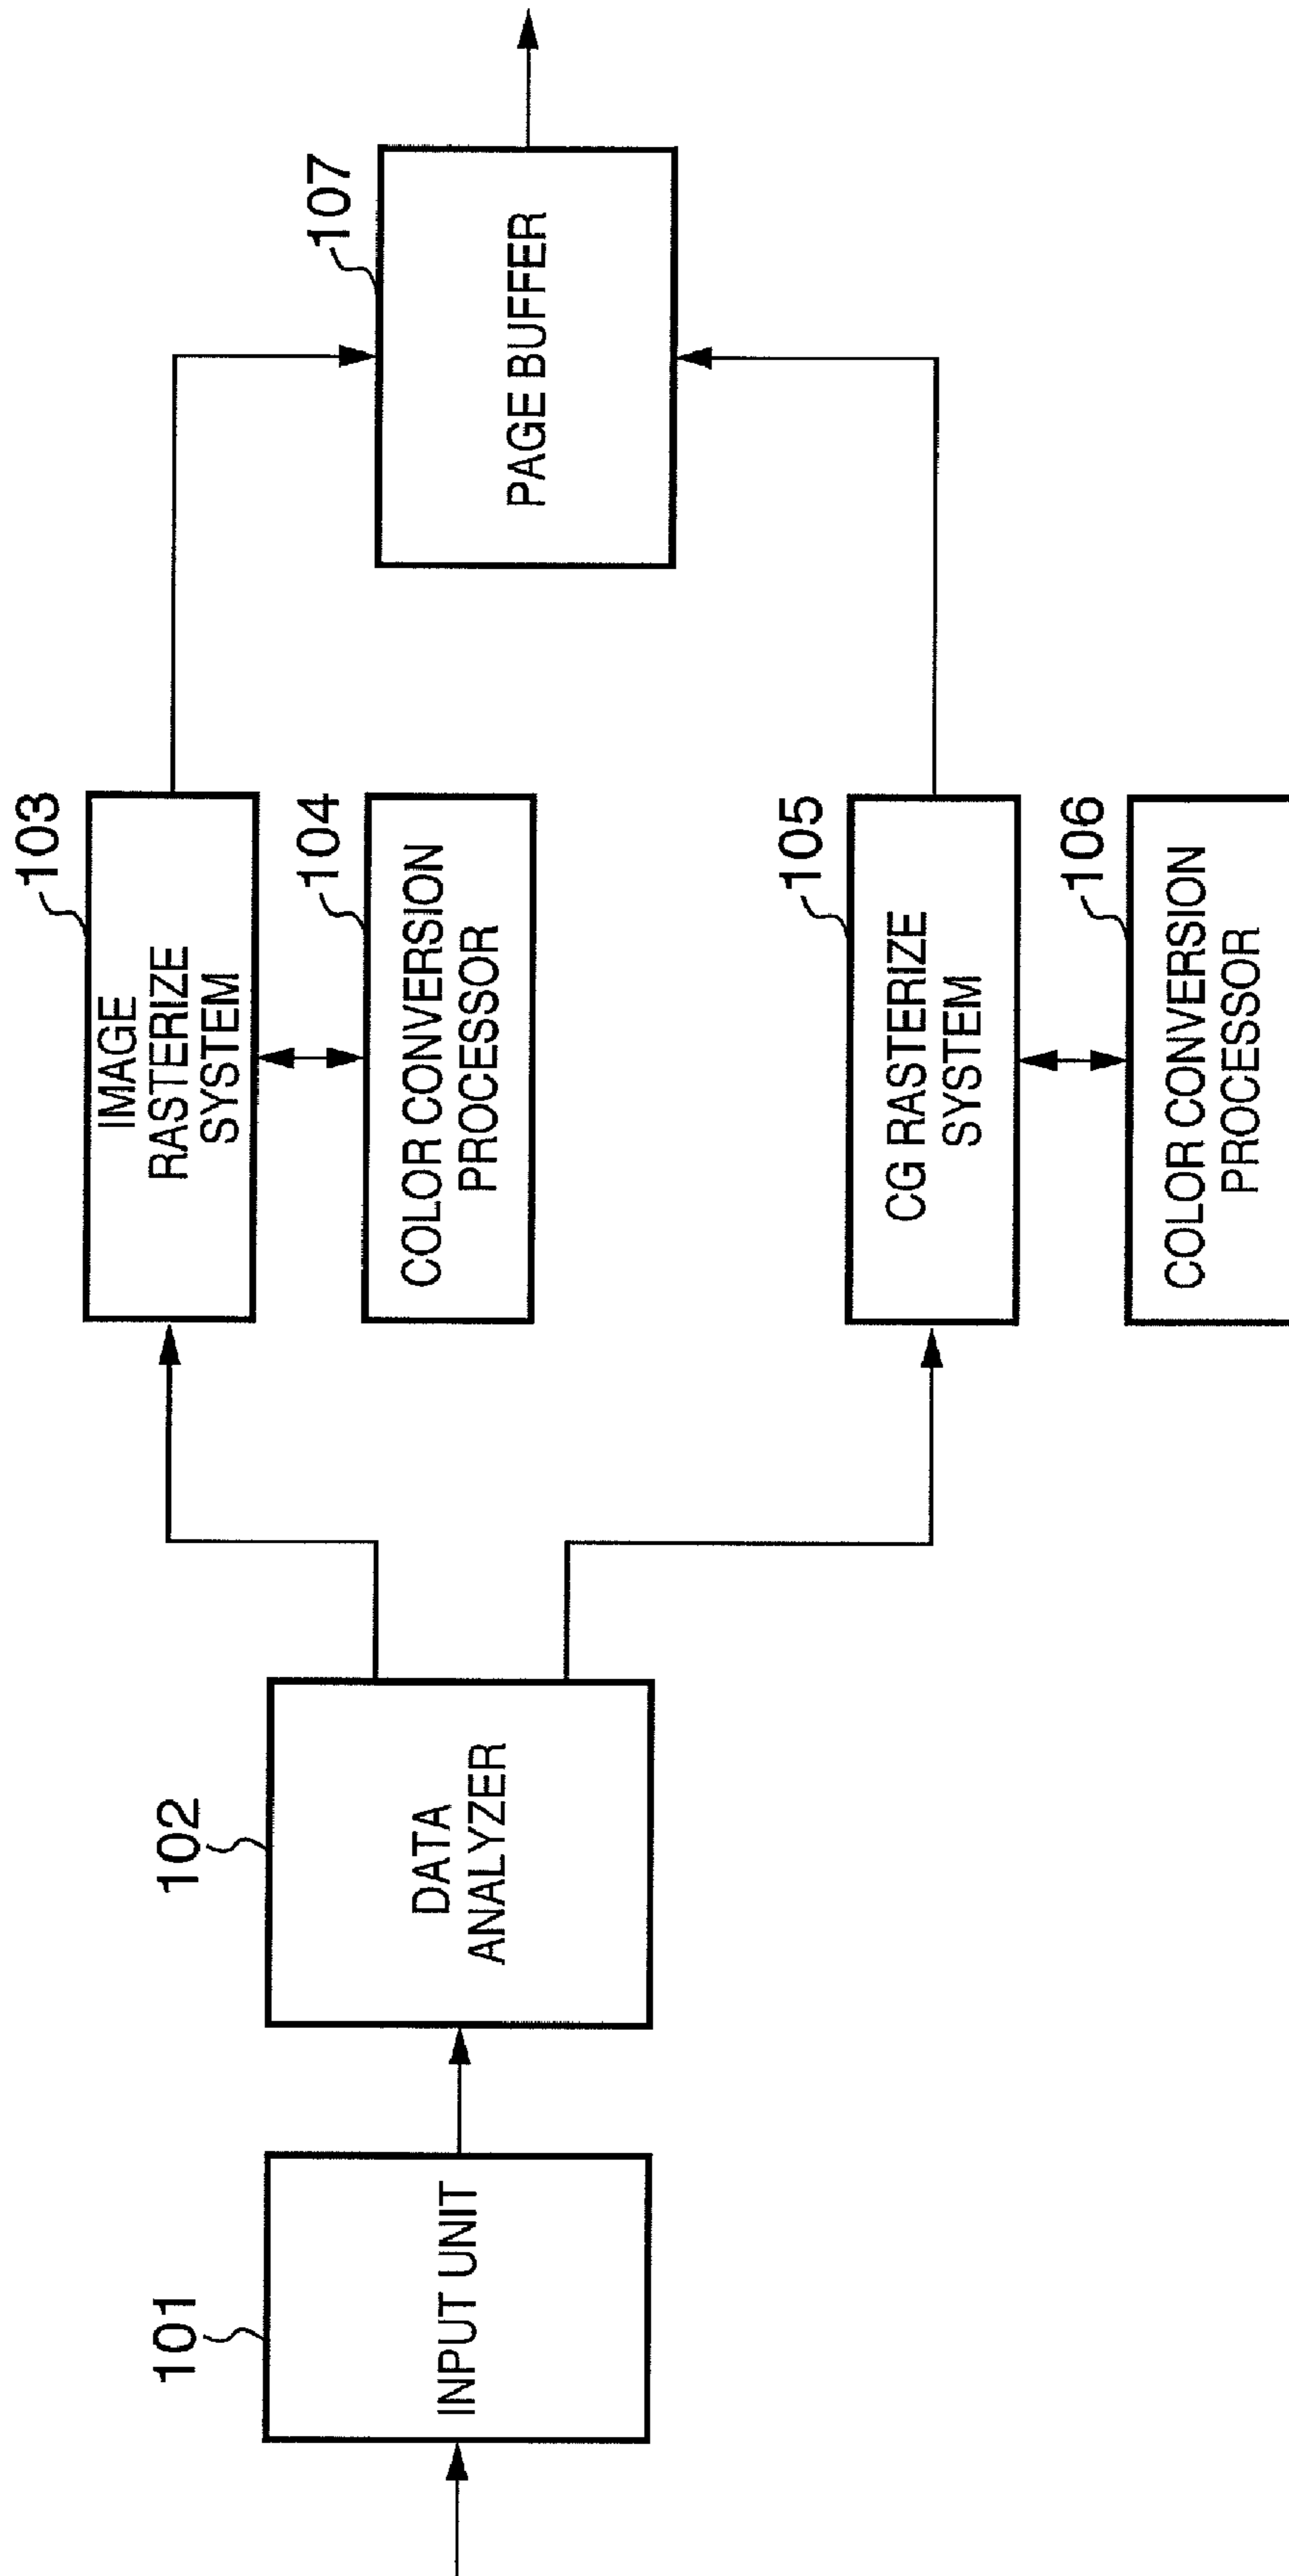 101
INPUT UNIT
102
DATA
ANALYZER
103
IMAGE
RASTERIZE
SYSTEM
104
COLOR CONVERSION
PROCESSOR
105
CG RASTERIZE
SYSTEM
106
COLOR CONVERSION
PROCESSOR
107
PAGE BUFFER